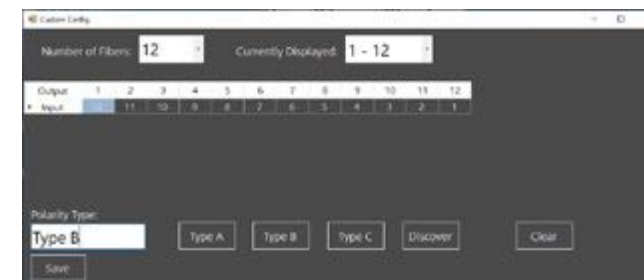 Custom Config
Number of Fibers: 12 Currently Displayed: 1 - 12
Output 1 2 3 4 5 6 7 8 9 10 11 12
Input 11 10 9 8 7 6 5 4 3 2 1
Polarity Type:
Type B Type A Type B Type C Discover Clear
Save